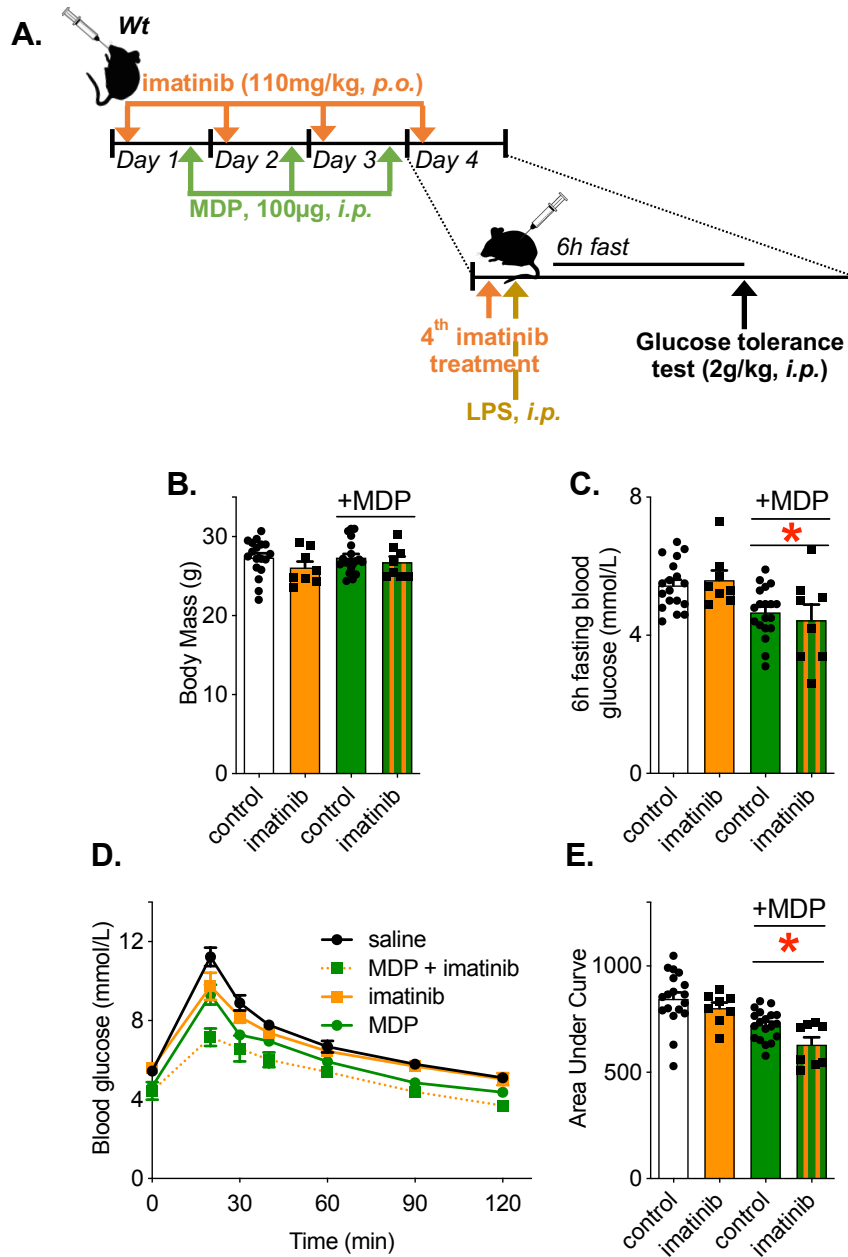 A.
Wt
imatinib (110mg/kg, p.o.)
Day 1 Day 2 Day 3 Day 4
MDP, 100µg, i.p.
6h fast
4th imatinib
treatment
LPS, i.p.
Glucose tolerance
test (2g/kg, i.p.)
B.
+MDP
Body Mass (g)
30
20
10
0
control
imatinib
control
imatinib
C.
+MDP
*
6h fasting blood
glucose (mmol/L)
8
4
0
control
imatinib
control
imatinib
D.
Blood glucose (mmol/L)
12
8
4
0
saline
MDP + imatinib
imatinib
MDP
0 30 60 90 120
Time (min)
E.
+MDP
*
Area Under Curve
1000
500
0
control
imatinib
control
imatinib